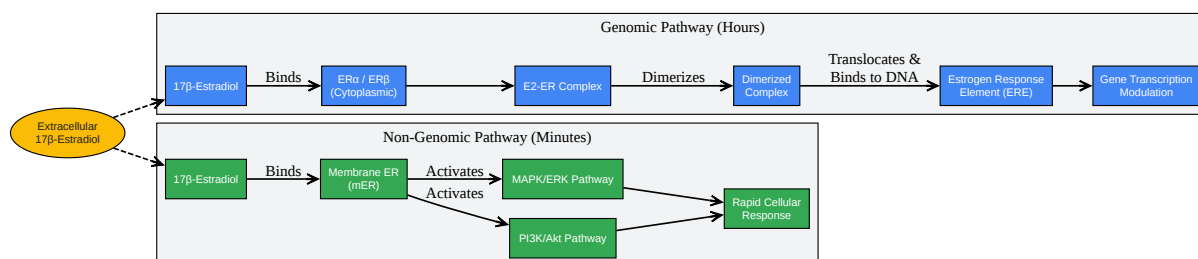 Genomic Pathway (Hours)
17β-Estradiol
Binds
ERα / ERβ
(Cytoplasmic)
E2-ER Complex
Dimerizes
Dimerized
Complex
Translocates &
Binds to DNA
Estrogen Response
Element (ERE)
Gene Transcription
Modulation
Extracellular
17β-Estradiol
Non-Genomic Pathway (Minutes)
17β-Estradiol
Binds
Membrane ER
(mER)
Activates
Activates
MAPK/ERK Pathway
PI3K/Akt Pathway
Rapid Cellular
Response